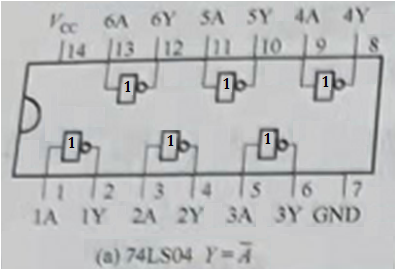 Vcc 6A 6Y 5A 5Y 4A 4Y
14 13 12 11 10 9 8
1 1 1
1 1 1
1 2 3 4 5 6 7
1A 1Y 2A 2Y 3A 3Y GND
(a) 74LS04 Y=A̅